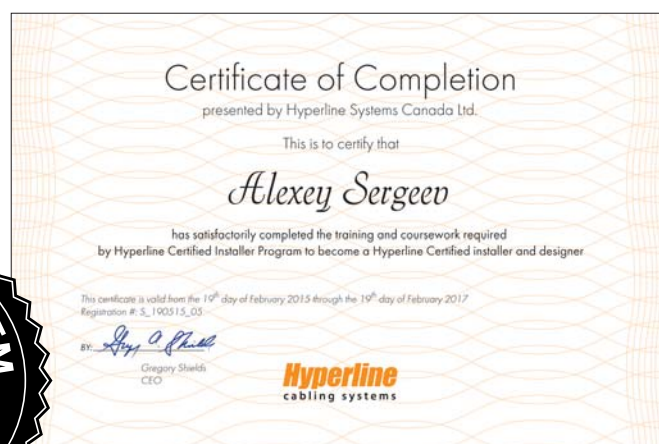 Certificate of Completion
presented by Hyperline Systems Canada Ltd.
This is to certify that
Alexey Sergeev
has satisfactorily completed the training and coursework required
by Hyperline Certified Installer Program to become a Hyperline Certified installer and designer
This certificate is valid from the 19th day of February 2015 through the 19th day of February 2017
Registration #: S_190515_05
BY:
Gregory Shields
CEO
Hyperline
cabling systems